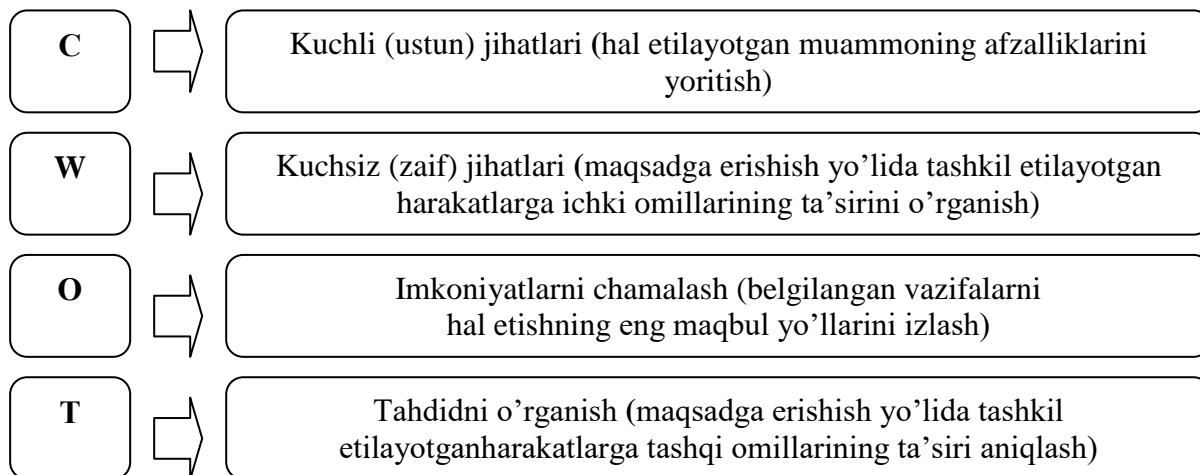 C
Kuchli (ustun) jihatlari (hal etilayotgan muammoning afzalliklarini
yoritish)
W
Kuchsiz (zaif) jihatlari (maqsadga erishish yo’lida tashkil etilayotgan
harakatlarga ichki omillarining ta’sirini o’rganish)
O
Imkoniyatlarni chamalash (belgilangan vazifalarni
hal etishning eng maqbul yo’llarini izlash)
T
Tahdidni o’rganish (maqsadga erishish yo’lida tashkil
etilayotganharakatlarga tashqi omillarining ta’siri aniqlash)